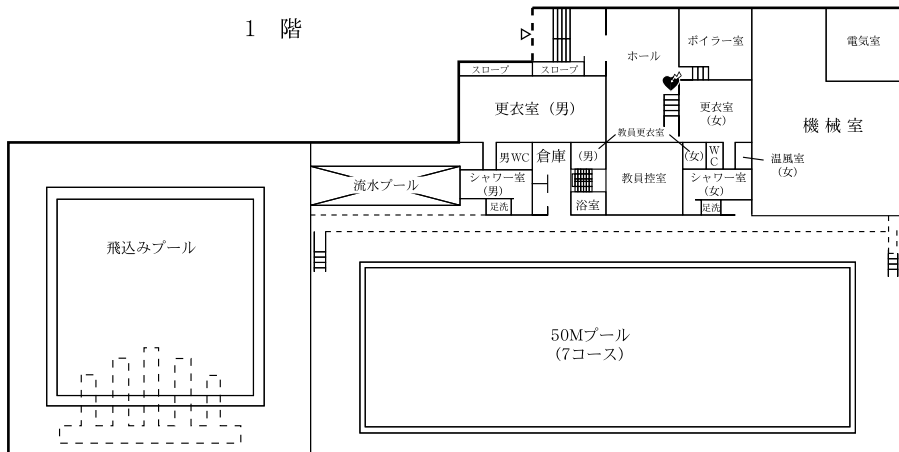 1 階
ボイラー室
電気室
ホール
スロープ
スロープ
更衣室（男）
更衣室
（女）
機械室
教員更衣室
男WC
倉庫
（男）
（女）
WC
温風室
（女）
流水プール
シャワー室
（男）
教員控室
シャワー室
（女）
足洗
浴室
足洗
飛込みプール
50Mプール
（7コース）